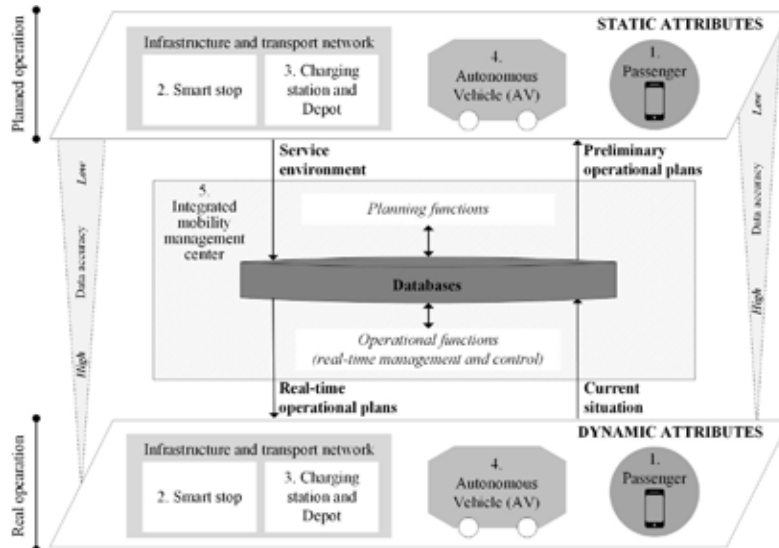 Planned operation
STATIC ATTRIBUTES
Infrastructure and transport network
2. Smart stop
3. Charging
station and
Depot
4.
Autonomous
Vehicle (AV)
1.
Passenger
Service
environment
Preliminary
operational plans
Low
Data accuracy
High
Low
Data accuracy
High
5.
Integrated
mobility
management
center
Planning functions
Databases
Operational functions
(real-time management and control)
Real-time
operational plans
Current
situation
Real opearation
DYNAMIC ATTRIBUTES
Infrastructure and transport network
2. Smart stop
3. Charging
station and
Depot
4.
Autonomous
Vehicle (AV)
1.
Passenger